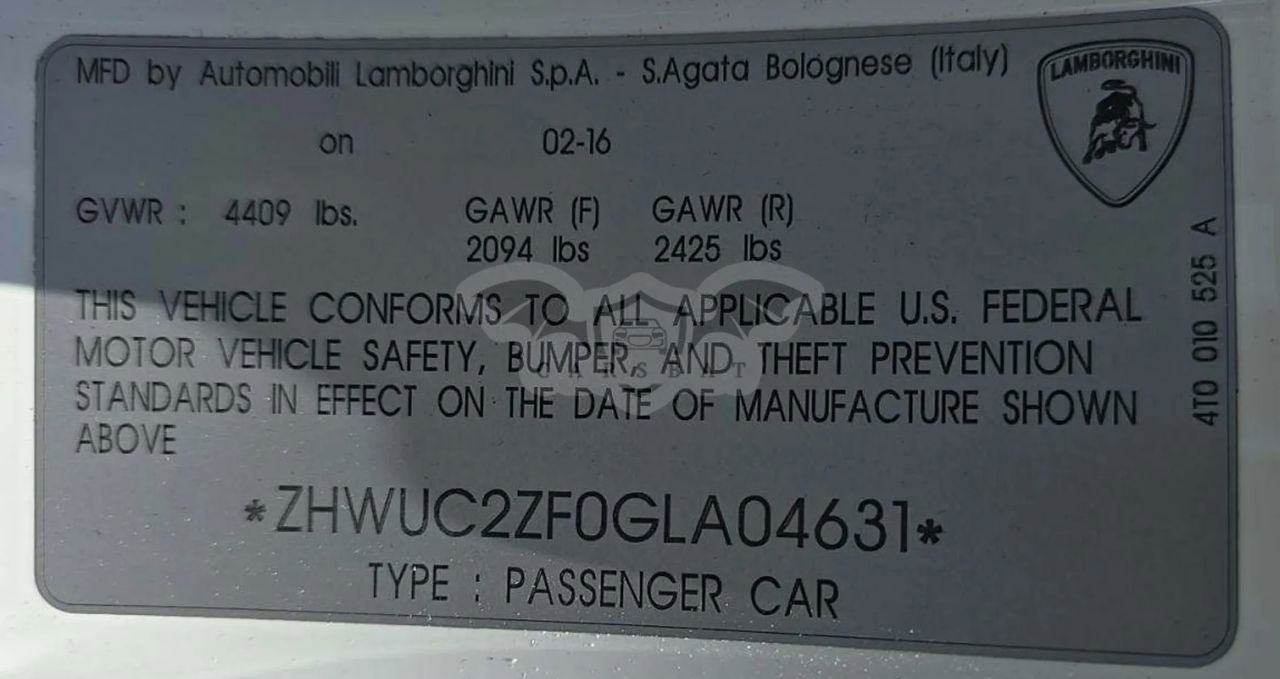 MFD by Automobili Lamborghini S.p.A. - S.Agata Bolognese (Italy)
LAMBORGHINI
on 02-16
GVWR : 4409 lbs. GAWR (F) GAWR (R)
2094 lbs 2425 lbs
4T0 010 525 A
THIS VEHICLE CONFORMS TO ALL APPLICABLE U.S. FEDERAL
MOTOR VEHICLE SAFETY, BUMPER, AND THEFT PREVENTION
CARSBAT
STANDARDS IN EFFECT ON THE DATE OF MANUFACTURE SHOWN
ABOVE
*ZHWUC2ZF0GLA04631*
TYPE : PASSENGER CAR